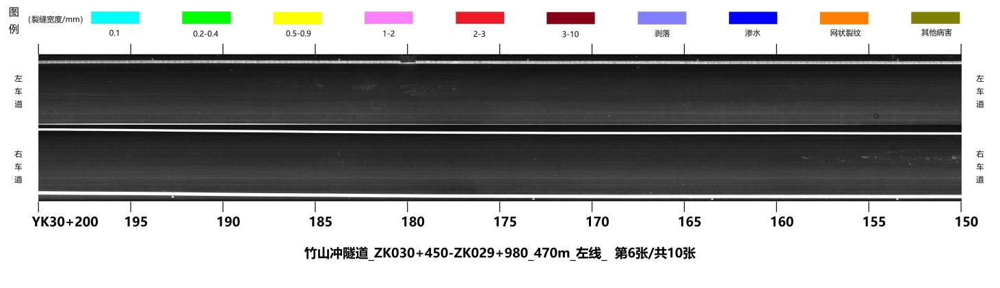 图例 (裂缝宽度/mm)
0.1 0.2-0.4 0.5-0.9 1-2 2-3 3-10 剥落 渗水 网状裂纹 其他病害
左车道 左车道
右车道 右车道
YK30+200 195 190 185 180 175 170 165 160 155 150
竹山冲隧道_ZK030+450-ZK029+980_470m_左线_ 第6张/共10张